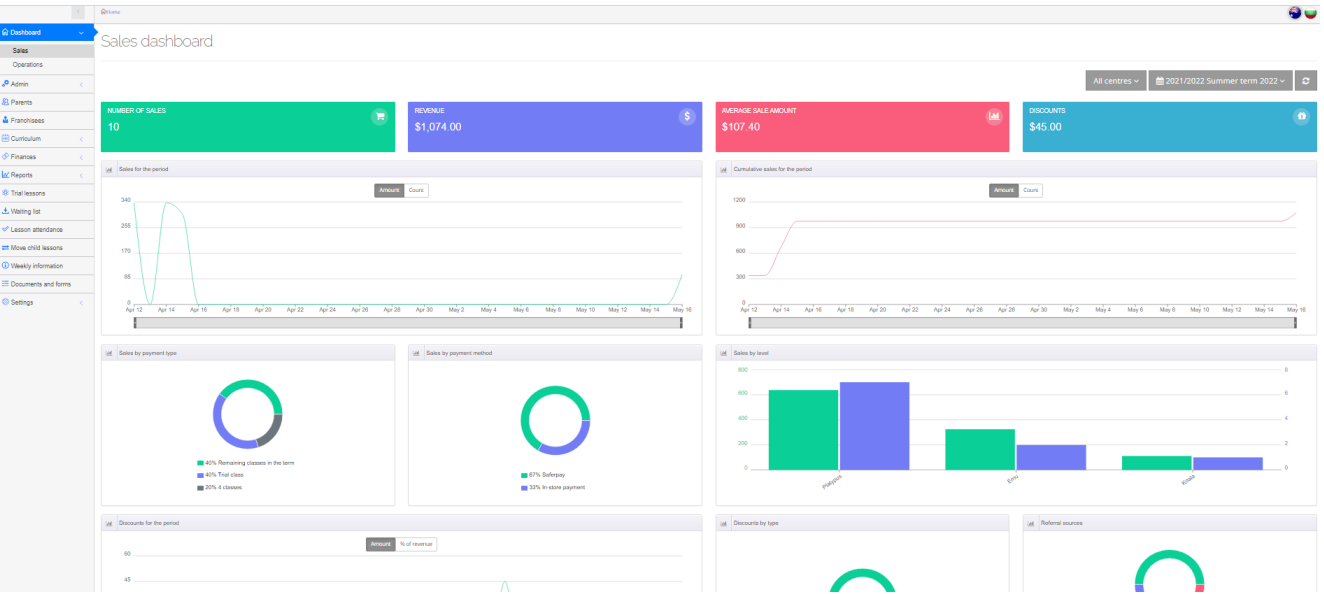 Home
Dashboard
Sales
Operations
Admin
Parents
Franchisees
Curriculum
Finances
Reports
Trial lessons
Waiting list
Lesson attendance
Move child lessons
Weekly information
Documents and forms
Settings
Sales dashboard
All centres
2021/2022 Summer term 2022
NUMBER OF SALES
10
REVENUE
$1,074.00
AVERAGE SALE AMOUNT
$107.40
DISCOUNTS
$45.00
Sales for the period
Amount Count
340
255
170
85
0
Apr 12 Apr 14 Apr 16 Apr 18 Apr 20 Apr 22 Apr 24 Apr 26 Apr 28 Apr 30 May 2 May 4 May 6 May 8 May 10 May 12 May 14 May 16
Cumulative sales for the period
Amount Count
1200
900
600
300
0
Apr 12 Apr 14 Apr 16 Apr 18 Apr 20 Apr 22 Apr 24 Apr 26 Apr 28 Apr 30 May 2 May 4 May 6 May 8 May 10 May 12 May 14 May 16
Sales by payment type
40% Remaining classes in the term
40% Trial class
20% 4 classes
Sales by payment method
67% Saferpay
33% In-store payment
Sales by level
800 8
600 6
400 4
200 2
0 0
Platypus Emu Koala
Discounts for the period
Amount % of revenue
60
45
Discounts by type
Referral sources